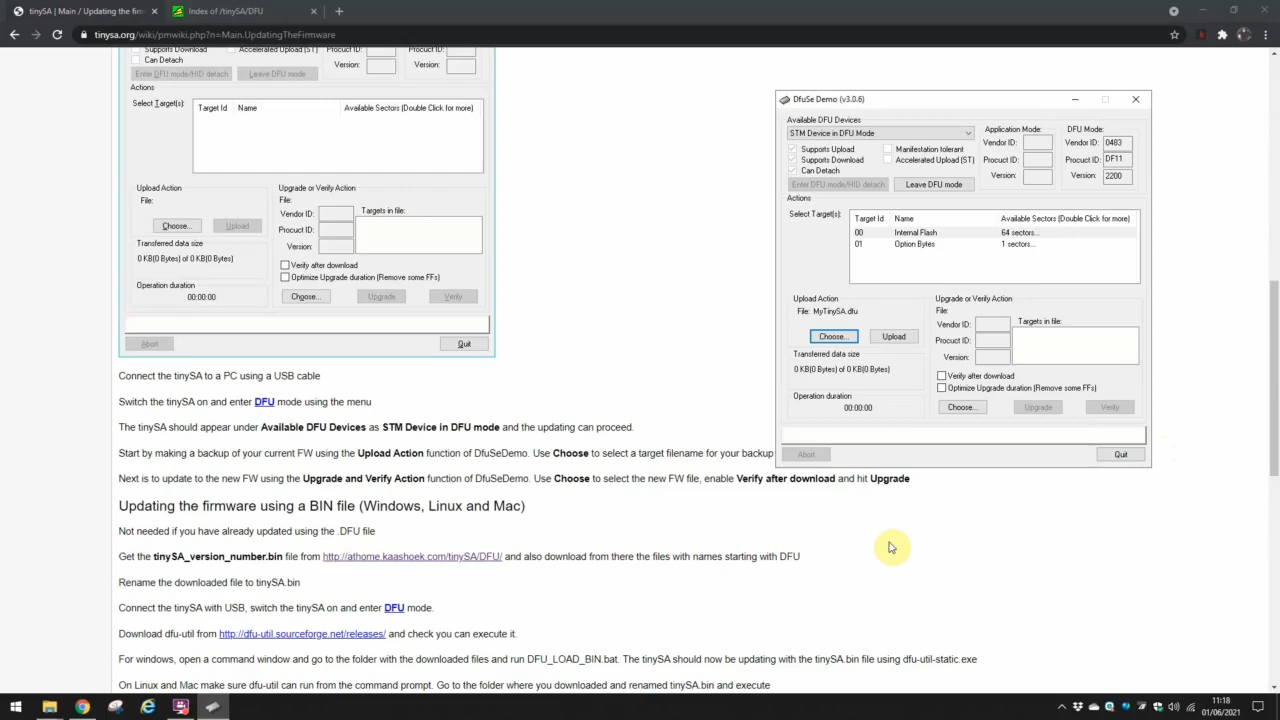 tinySA | Main / Updating the firm
Index of /tinySA/DFU
tinysa.org/wiki/pmwiki.php?n=Main.UpdatingTheFirmware
Supports Download
Accelerated Upload (ST)
Procuct ID:
Procuct ID:
Can Detach
Version:
Version:
Enter DFU mode/HID detach
Leave DFU mode
Actions
Select Target(s):
Target Id
Name
Available Sectors (Double Click for more)
Upload Action
File:
Choose...
Upload
Transferred data size
0 KB(0 Bytes) of 0 KB(0 Bytes)
Operation duration
00:00:00
Upgrade or Verify Action
File:
Vendor ID:
Targets in file:
Procuct ID:
Version:
Verify after download
Optimize Upgrade duration (Remove some FFs)
Choose...
Upgrade
Verify
Abort
Quit
DfuSe Demo (v3.0.6)
Available DFU Devices
STM Device in DFU Mode
Supports Upload
Manifestation tolerant
Supports Download
Accelerated Upload (ST)
Can Detach
Enter DFU mode/HID detach
Leave DFU mode
Application Mode:
Vendor ID:
Procuct ID:
Version:
DFU Mode:
Vendor ID: 0483
Procuct ID: DF11
Version: 2200
Actions
Select Target(s):
Target Id
Name
Available Sectors (Double Click for more)
00 Internal Flash 64 sectors...
01 Option Bytes 1 sectors...
Upload Action
File: MyTinySA.dfu
Choose...
Upload
Transferred data size
0 KB(0 Bytes) of 0 KB(0 Bytes)
Operation duration
00:00:00
Upgrade or Verify Action
File:
Vendor ID:
Targets in file:
Procuct ID:
Version:
Verify after download
Optimize Upgrade duration (Remove some FFs)
Choose...
Upgrade
Verify
Abort
Quit
Connect the tinySA to a PC using a USB cable
Switch the tinySA on and enter DFU mode using the menu
The tinySA should appear under Available DFU Devices as STM Device in DFU mode and the updating can proceed.
Start by making a backup of your current FW using the Upload Action function of DfuSeDemo. Use Choose to select a target filename for your backup
Next is to update to the new FW using the Upgrade and Verify Action function of DfuSeDemo. Use Choose to select the new FW file, enable Verify after download and hit Upgrade
Updating the firmware using a BIN file (Windows, Linux and Mac)
Not needed if you have already updated using the .DFU file
Get the tinySA_version_number.bin file from http://athome.kaashoek.com/tinySA/DFU/ and also download from there the files with names starting with DFU
Rename the downloaded file to tinySA.bin
Connect the tinySA with USB, switch the tinySA on and enter DFU mode.
Download dfu-util from http://dfu-util.sourceforge.net/releases/ and check you can execute it.
For windows, open a command window and go to the folder with the downloaded files and run DFU_LOAD_BIN.bat. The tinySA should now be updating with the tinySA.bin file using dfu-util-static.exe
On Linux and Mac make sure dfu-util can run from the command prompt. Go to the folder where you downloaded and renamed tinySA.bin and execute
11:18
01/06/2021